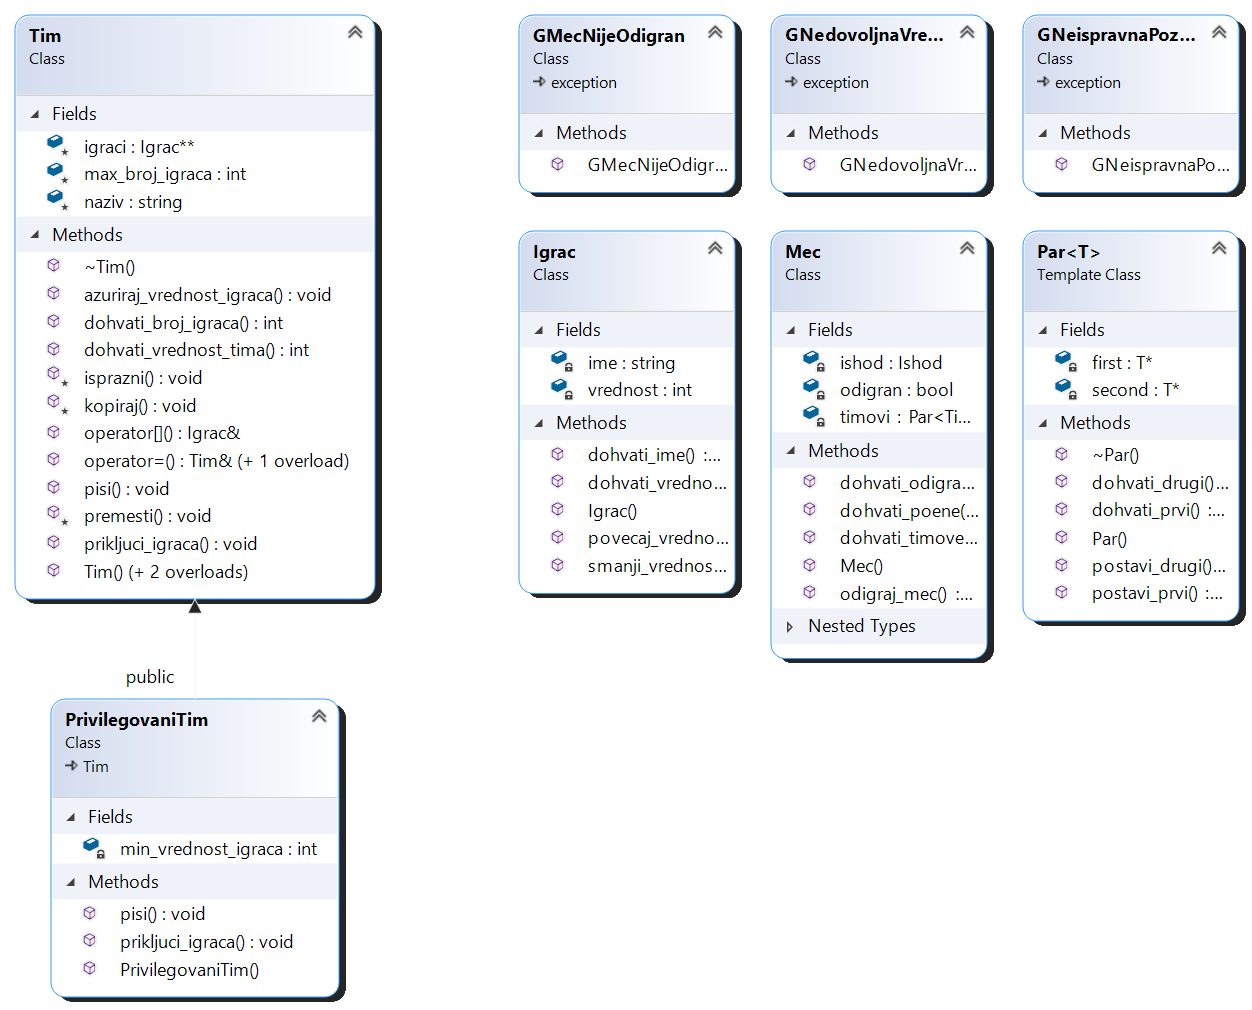 Tim
Class
Fields
igraci : Igrac**
max_broj_igraca : int
naziv : string
Methods
~Tim()
azuriraj_vrednost_igraca() : void
dohvati_broj_igraca() : int
dohvati_vrednost_tima() : int
isprazni() : void
kopiraj() : void
operator[]() : Igrac&
operator=() : Tim& (+ 1 overload)
pisi() : void
premesti() : void
prikljuci_igraca() : void
Tim() (+ 2 overloads)
public
PrivilegovaniTim
Class
Tim
Fields
min_vrednost_igraca : int
Methods
pisi() : void
prikljuci_igraca() : void
PrivilegovaniTim()
GMecNijeOdigran
Class
exception
Methods
GMecNijeOdigr...
GNedovoljnaVre...
Class
exception
Methods
GNedovoljnaVr...
GNeispravnaPoz...
Class
exception
Methods
GNeispravnaPo...
Igrac
Class
Fields
ime : string
vrednost : int
Methods
dohvati_ime() :...
dohvati_vredno...
Igrac()
povecaj_vredno...
smanji_vrednos...
Mec
Class
Fields
ishod : Ishod
odigran : bool
timovi : Par<Ti...
Methods
dohvati_odigra...
dohvati_poene(...
dohvati_timove...
Mec()
odigraj_mec() :...
Nested Types
Par<T>
Template Class
Fields
first : T*
second : T*
Methods
~Par()
dohvati_drugi()...
dohvati_prvi() :...
Par()
postavi_drugi()...
postavi_prvi() :...